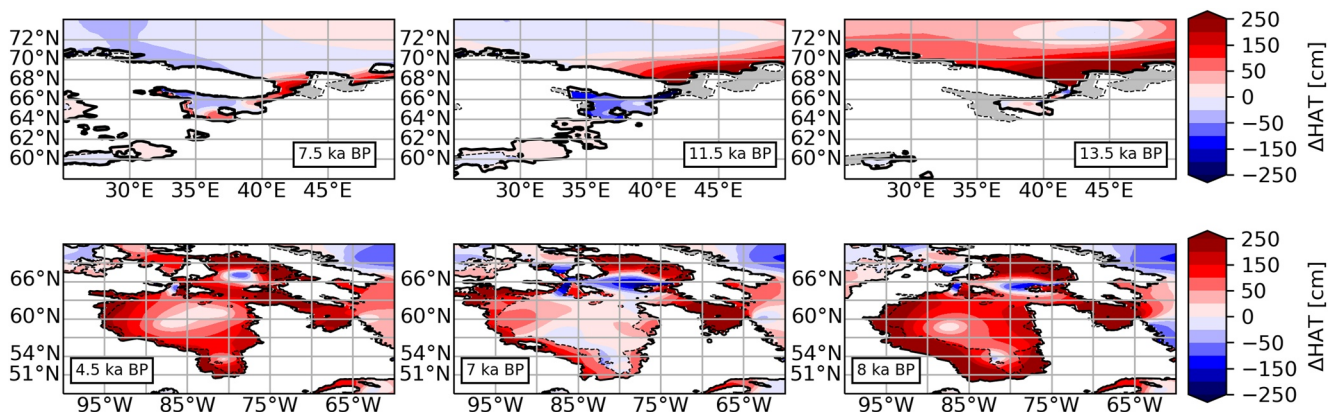 72°N
70°N
68°N
66°N
64°N
62°N
60°N
30°E 35°E 40°E 45°E
7.5 ka BP
72°N
70°N
68°N
66°N
64°N
62°N
60°N
30°E 35°E 40°E 45°E
11.5 ka BP
72°N
70°N
68°N
66°N
64°N
62°N
60°N
30°E 35°E 40°E 45°E
13.5 ka BP
250
150
50
0
−50
−150
−250
ΔHAT [cm]
66°N
60°N
54°N
51°N
95°W 85°W 75°W 65°W
4.5 ka BP
66°N
60°N
54°N
51°N
95°W 85°W 75°W 65°W
7 ka BP
66°N
60°N
54°N
51°N
95°W 85°W 75°W 65°W
8 ka BP
250
150
50
0
−50
−150
−250
ΔHAT [cm]